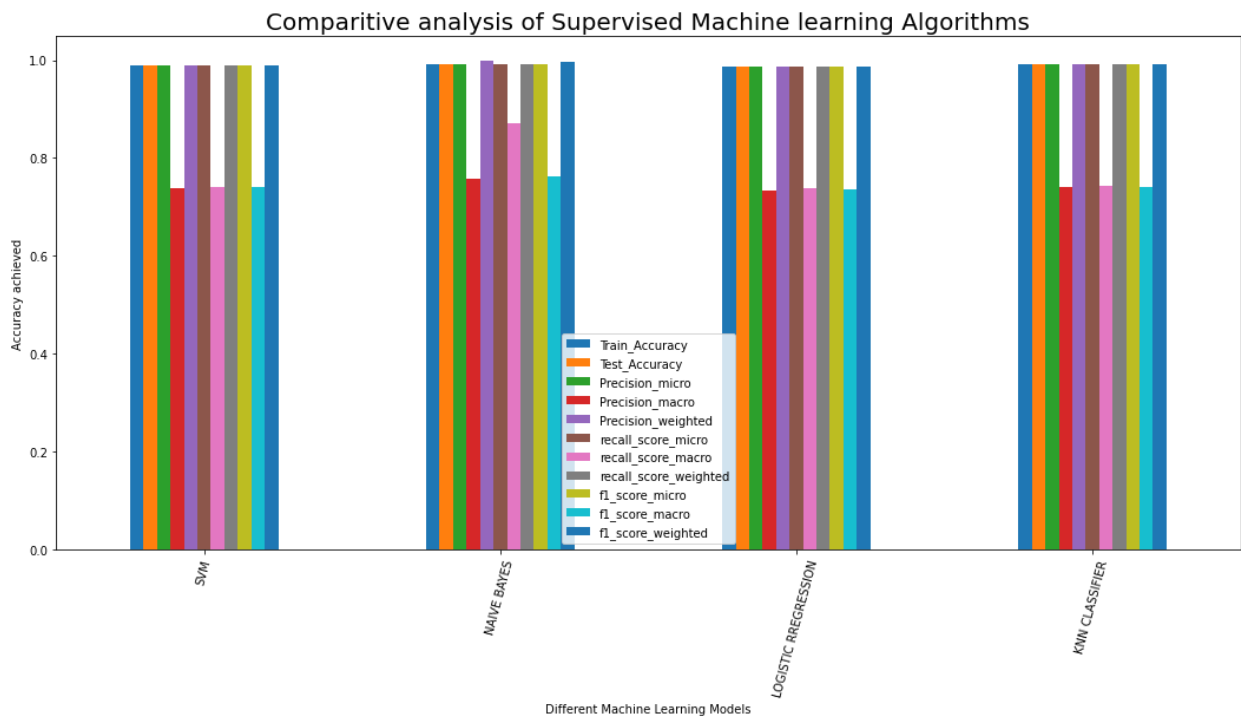 Comparitive analysis of Supervised Machine learning Algorithms
Accuracy achieved
1.0
0.8
0.6
0.4
0.2
0.0
Train_Accuracy
Test_Accuracy
Precision_micro
Precision_macro
Precision_weighted
recall_score_micro
recall_score_macro
recall_score_weighted
f1_score_micro
f1_score_macro
f1_score_weighted
SVM
NAIVE BAYES
LOGISTIC RREGRESSION
KNN CLASSIFIER
Different Machine Learning Models